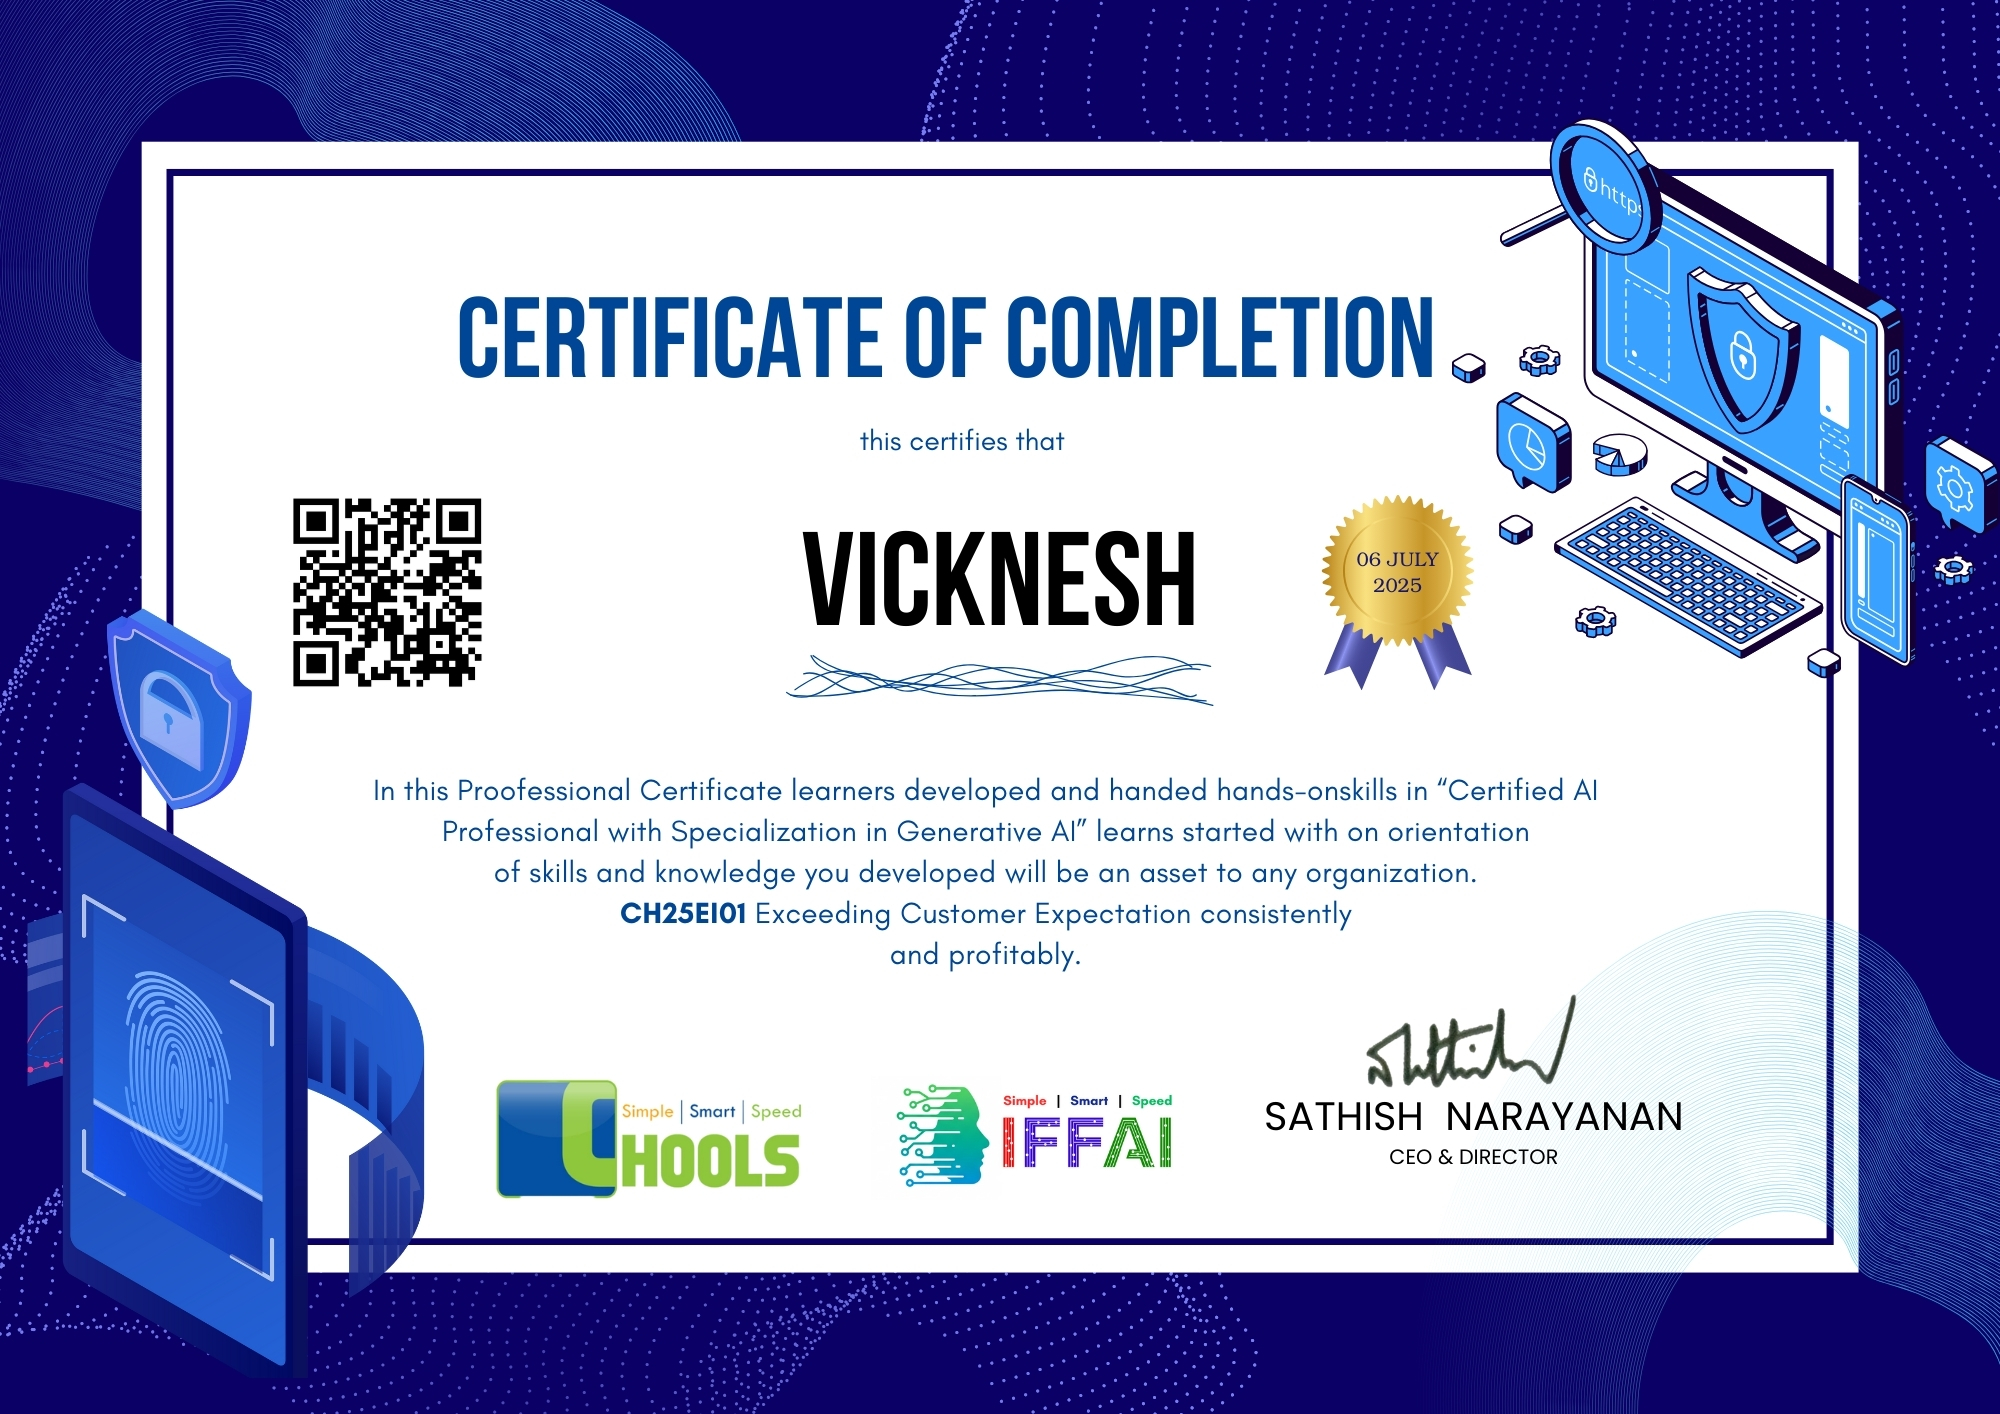 https
CERTIFICATE OF COMPLETION
this certifies that
VICKNESH
06 JULY
2025
In this Proofessional Certificate learners developed and handed hands-onskills in “Certified AI
Professional with Specialization in Generative AI” learns started with on orientation
of skills and knowledge you developed will be an asset to any organization.
CH25EI01 Exceeding Customer Expectation consistently
and profitably.
Simple | Smart | Speed
CHOOLS
Simple | Smart | Speed
IFFAI
SATHISH NARAYANAN
CEO & DIRECTOR